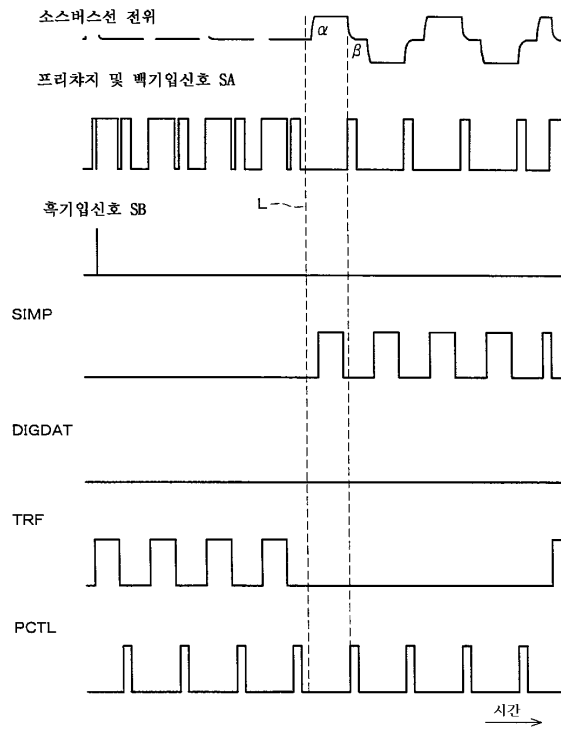 소스버스선 전위
α
β
프리챠지 및 백기입신호 SA
L
흑기입신호 SB
SIMP
DIGDAT
TRF
PCTL
시간